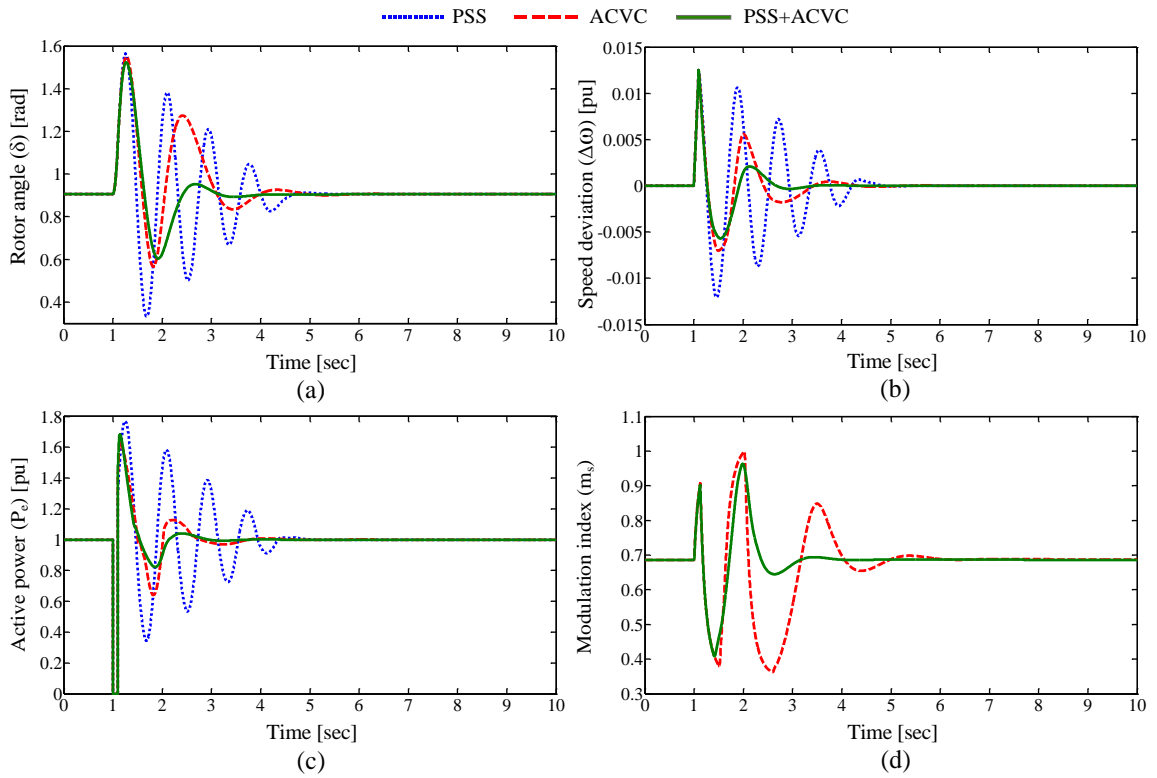 PSS ACVC PSS+ACVC
1.6
1.4
1.2
1
0.8
0.6
0.4
Rotor angle (δ) [rad]
0 1 2 3 4 5 6 7 8 9 10
Time [sec]
(a)
0.015
0.01
0.005
0
-0.005
-0.01
-0.015
Speed deviation (Δω) [pu]
0 1 2 3 4 5 6 7 8 9 10
Time [sec]
(b)
1.8
1.6
1.4
1.2
1
0.8
0.6
0.4
0.2
0
Active power (Pe) [pu]
0 1 2 3 4 5 6 7 8 9 10
Time [sec]
(c)
1.1
1
0.9
0.8
0.7
0.6
0.5
0.4
0.3
Modulation index (ms)
0 1 2 3 4 5 6 7 8 9 10
Time [sec]
(d)